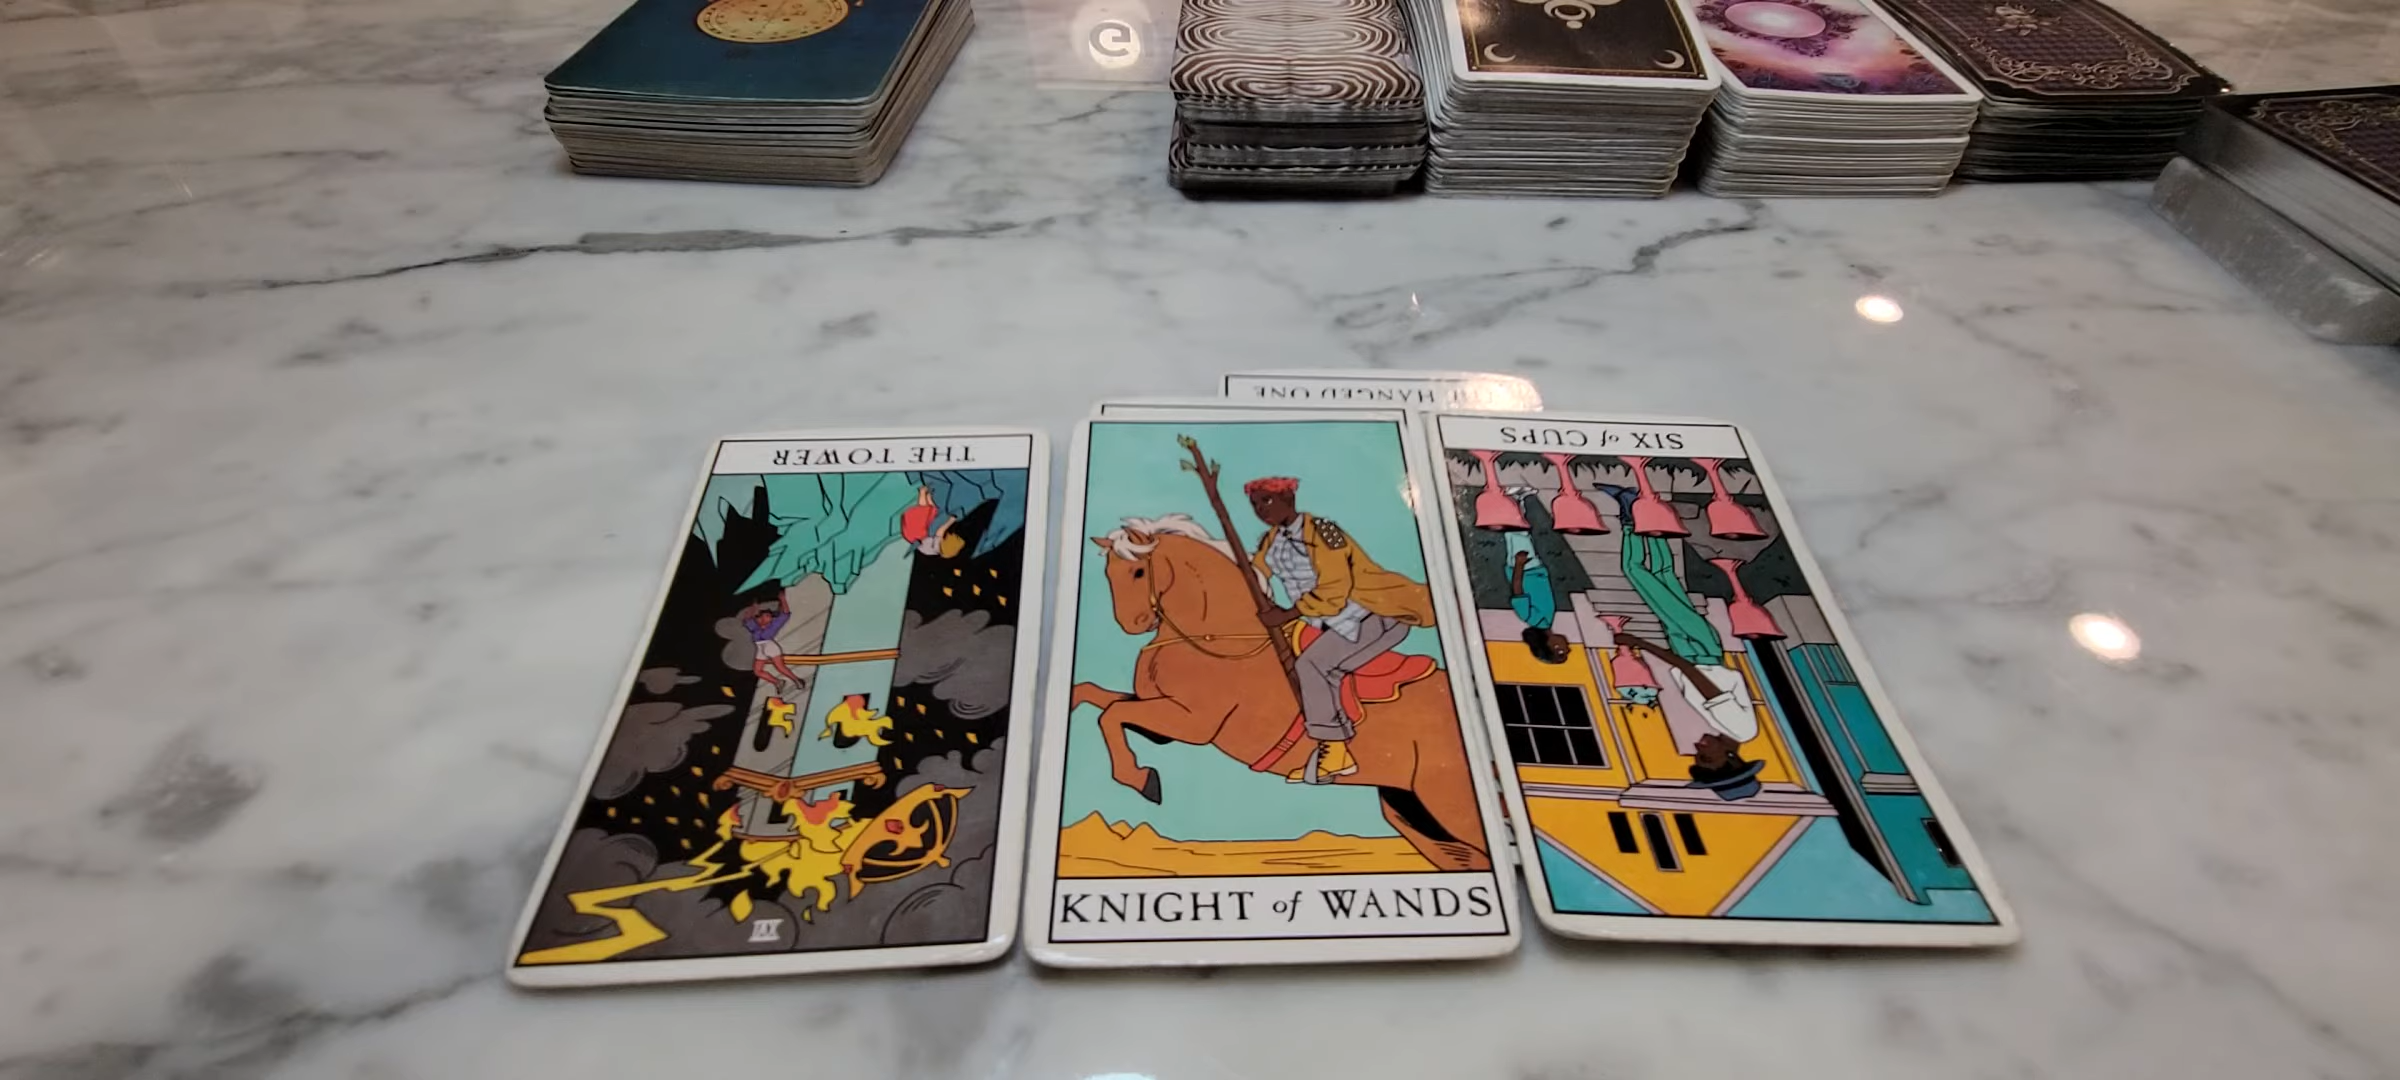 THE HANGED ONE
THE TOWER
SIX of CUPS
KNIGHT of WANDS